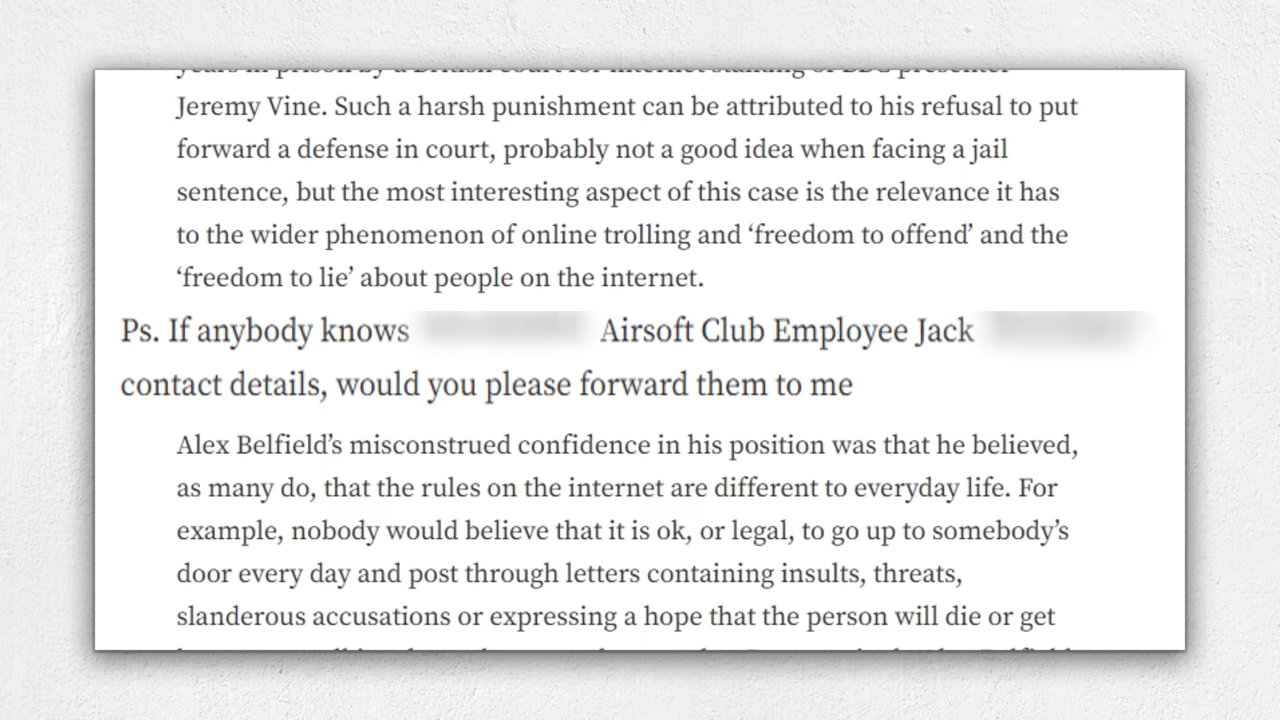 Jeremy Vine. Such a harsh punishment can be attributed to his refusal to put
forward a defense in court, probably not a good idea when facing a jail
sentence, but the most interesting aspect of this case is the relevance it has
to the wider phenomenon of online trolling and ‘freedom to offend’ and the
‘freedom to lie’ about people on the internet.
Ps. If anybody knows Airsoft Club Employee Jack
contact details, would you please forward them to me
Alex Belfield’s misconstrued confidence in his position was that he believed,
as many do, that the rules on the internet are different to everyday life. For
example, nobody would believe that it is ok, or legal, to go up to somebody’s
door every day and post through letters containing insults, threats,
slanderous accusations or expressing a hope that the person will die or get